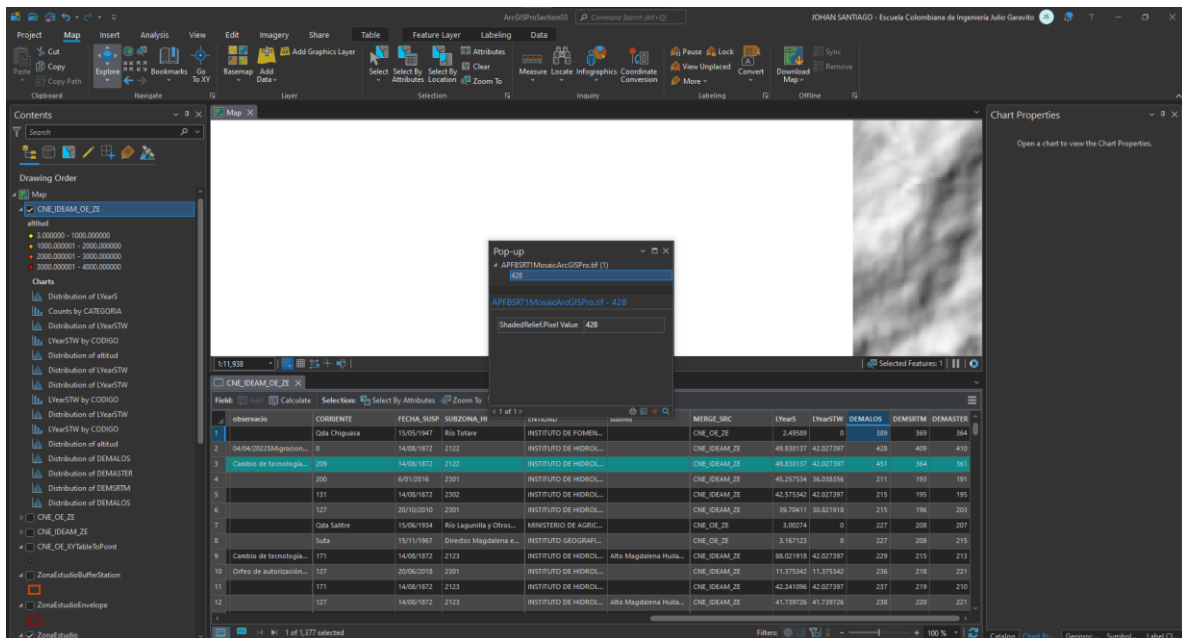 ArcGISProSection03
Command Search (Alt+Q)
JOHAN SANTIAGO - Escuela Colombiana de Ingeniería Julio Garavito
JS
?
Project Map Insert Analysis View Edit Imagery Share Table Feature Layer Labeling Data
Paste
Cut
Copy
Copy Path
Clipboard
Explore
Bookmarks
Go To XY
Navigate
Basemap
Add Data
Add Graphics Layer
Layer
Select
Select By Attributes
Select By Location
Attributes
Clear
Zoom To
Selection
Measure
Locate
Infographics
Coordinate Conversion
Inquiry
Pause
Lock
View Unplaced
More
Convert
Labeling
Download Map
Sync
Remove
Offline
Contents
Search
Drawing Order
Map
CNE_IDEAM_OE_ZE
altitud
3.000000 - 1000.000000
1000.000001 - 2000.000000
2000.000001 - 3000.000000
3000.000001 - 4000.000000
Charts
Distribution of LYearS
Counts by CATEGORIA
Distribution of LYearSTW
LYearSTW by CODIGO
Distribution of altitud
Distribution of LYearSTW
Distribution of LYearSTW
LYearSTW by CODIGO
Distribution of LYearSTW
LYearSTW by CODIGO
Distribution of altitud
Distribution of DEMALOS
Distribution of DEMASTER
Distribution of DEMSRTM
Distribution of DEMALOS
CNE_OE_ZE
CNE_IDEAM_ZE
CNE_OE_XYTableToPoint
ZonaEstudioBufferStation
ZonaEstudioEnvelope
ZonaEstudio
Map
Pop-up
APFBSRT1MosaicArcGISPro.tif (1)
428
APFBSRT1MosaicArcGISPro.tif - 428
ShadedRelief.Pixel Value 428
1 of 1
1:11,938
Selected Features: 1
CNE_IDEAM_OE_ZE
Field: Add Calculate Selection: Select By Attributes Zoom To
observacio CORRIENTE FECHA_SUSP SUBZONA_HI ENTIDAD subred MERGE_SRC LYearS LYearSTW DEMALOS DEMSRTM DEMASTER
1 Qda Chiguasa 15/05/1947 Río Totare INSTITUTO DE FOMEN... CNE_OE_ZE 2.49589 0 389 369 364
2 04/04/2022$Migracion... 0 14/08/1872 2122 INSTITUTO DE HIDROL... CNE_IDEAM_ZE 49.830137 42.027397 428 409 410
3 Cambio de tecnología... 209 14/08/1872 2122 INSTITUTO DE HIDROL... CNE_IDEAM_ZE 49.830137 42.027397 451 364 361
4 200 6/01/2016 2301 INSTITUTO DE HIDROL... CNE_IDEAM_ZE 45.257534 36.038356 211 193 191
5 131 14/08/1872 2302 INSTITUTO DE HIDROL... CNE_IDEAM_ZE 42.575342 42.027397 215 195 195
6 127 20/10/2010 2301 INSTITUTO DE HIDROL... CNE_IDEAM_ZE 39.70411 30.821918 215 196 203
7 Qda Salitre 15/06/1934 Río Lagunilla y Otros... MINISTERIO DE AGRIC... CNE_OE_ZE 3.00274 0 227 208 207
8 Suta 15/11/1967 Directos Magdalena e... INSTITUTO GEOGRAFI... CNE_OE_ZE 3.167123 0 227 208 215
9 Cambio de tecnología... 171 14/08/1872 2123 INSTITUTO DE HIDROL... Alto Magdalena Huila... CNE_IDEAM_ZE 88.021918 42.027397 229 215 213
10 Orfeo de autorización... 127 20/06/2018 2301 INSTITUTO DE HIDROL... CNE_IDEAM_ZE 11.375342 11.375342 236 218 221
11 171 14/08/1872 2123 INSTITUTO DE HIDROL... CNE_IDEAM_ZE 42.241096 42.027397 237 219 210
12 127 14/08/1872 2123 INSTITUTO DE HIDROL... Alto Magdalena Huila... CNE_IDEAM_ZE 41.739726 41.739726 238 220 221
1 of 1,377 selected
Filters:
100 %
Chart Properties
Open a chart to view the Chart Properties.
Catalog Chart P... Geoproc... Symbol... Label Cl...